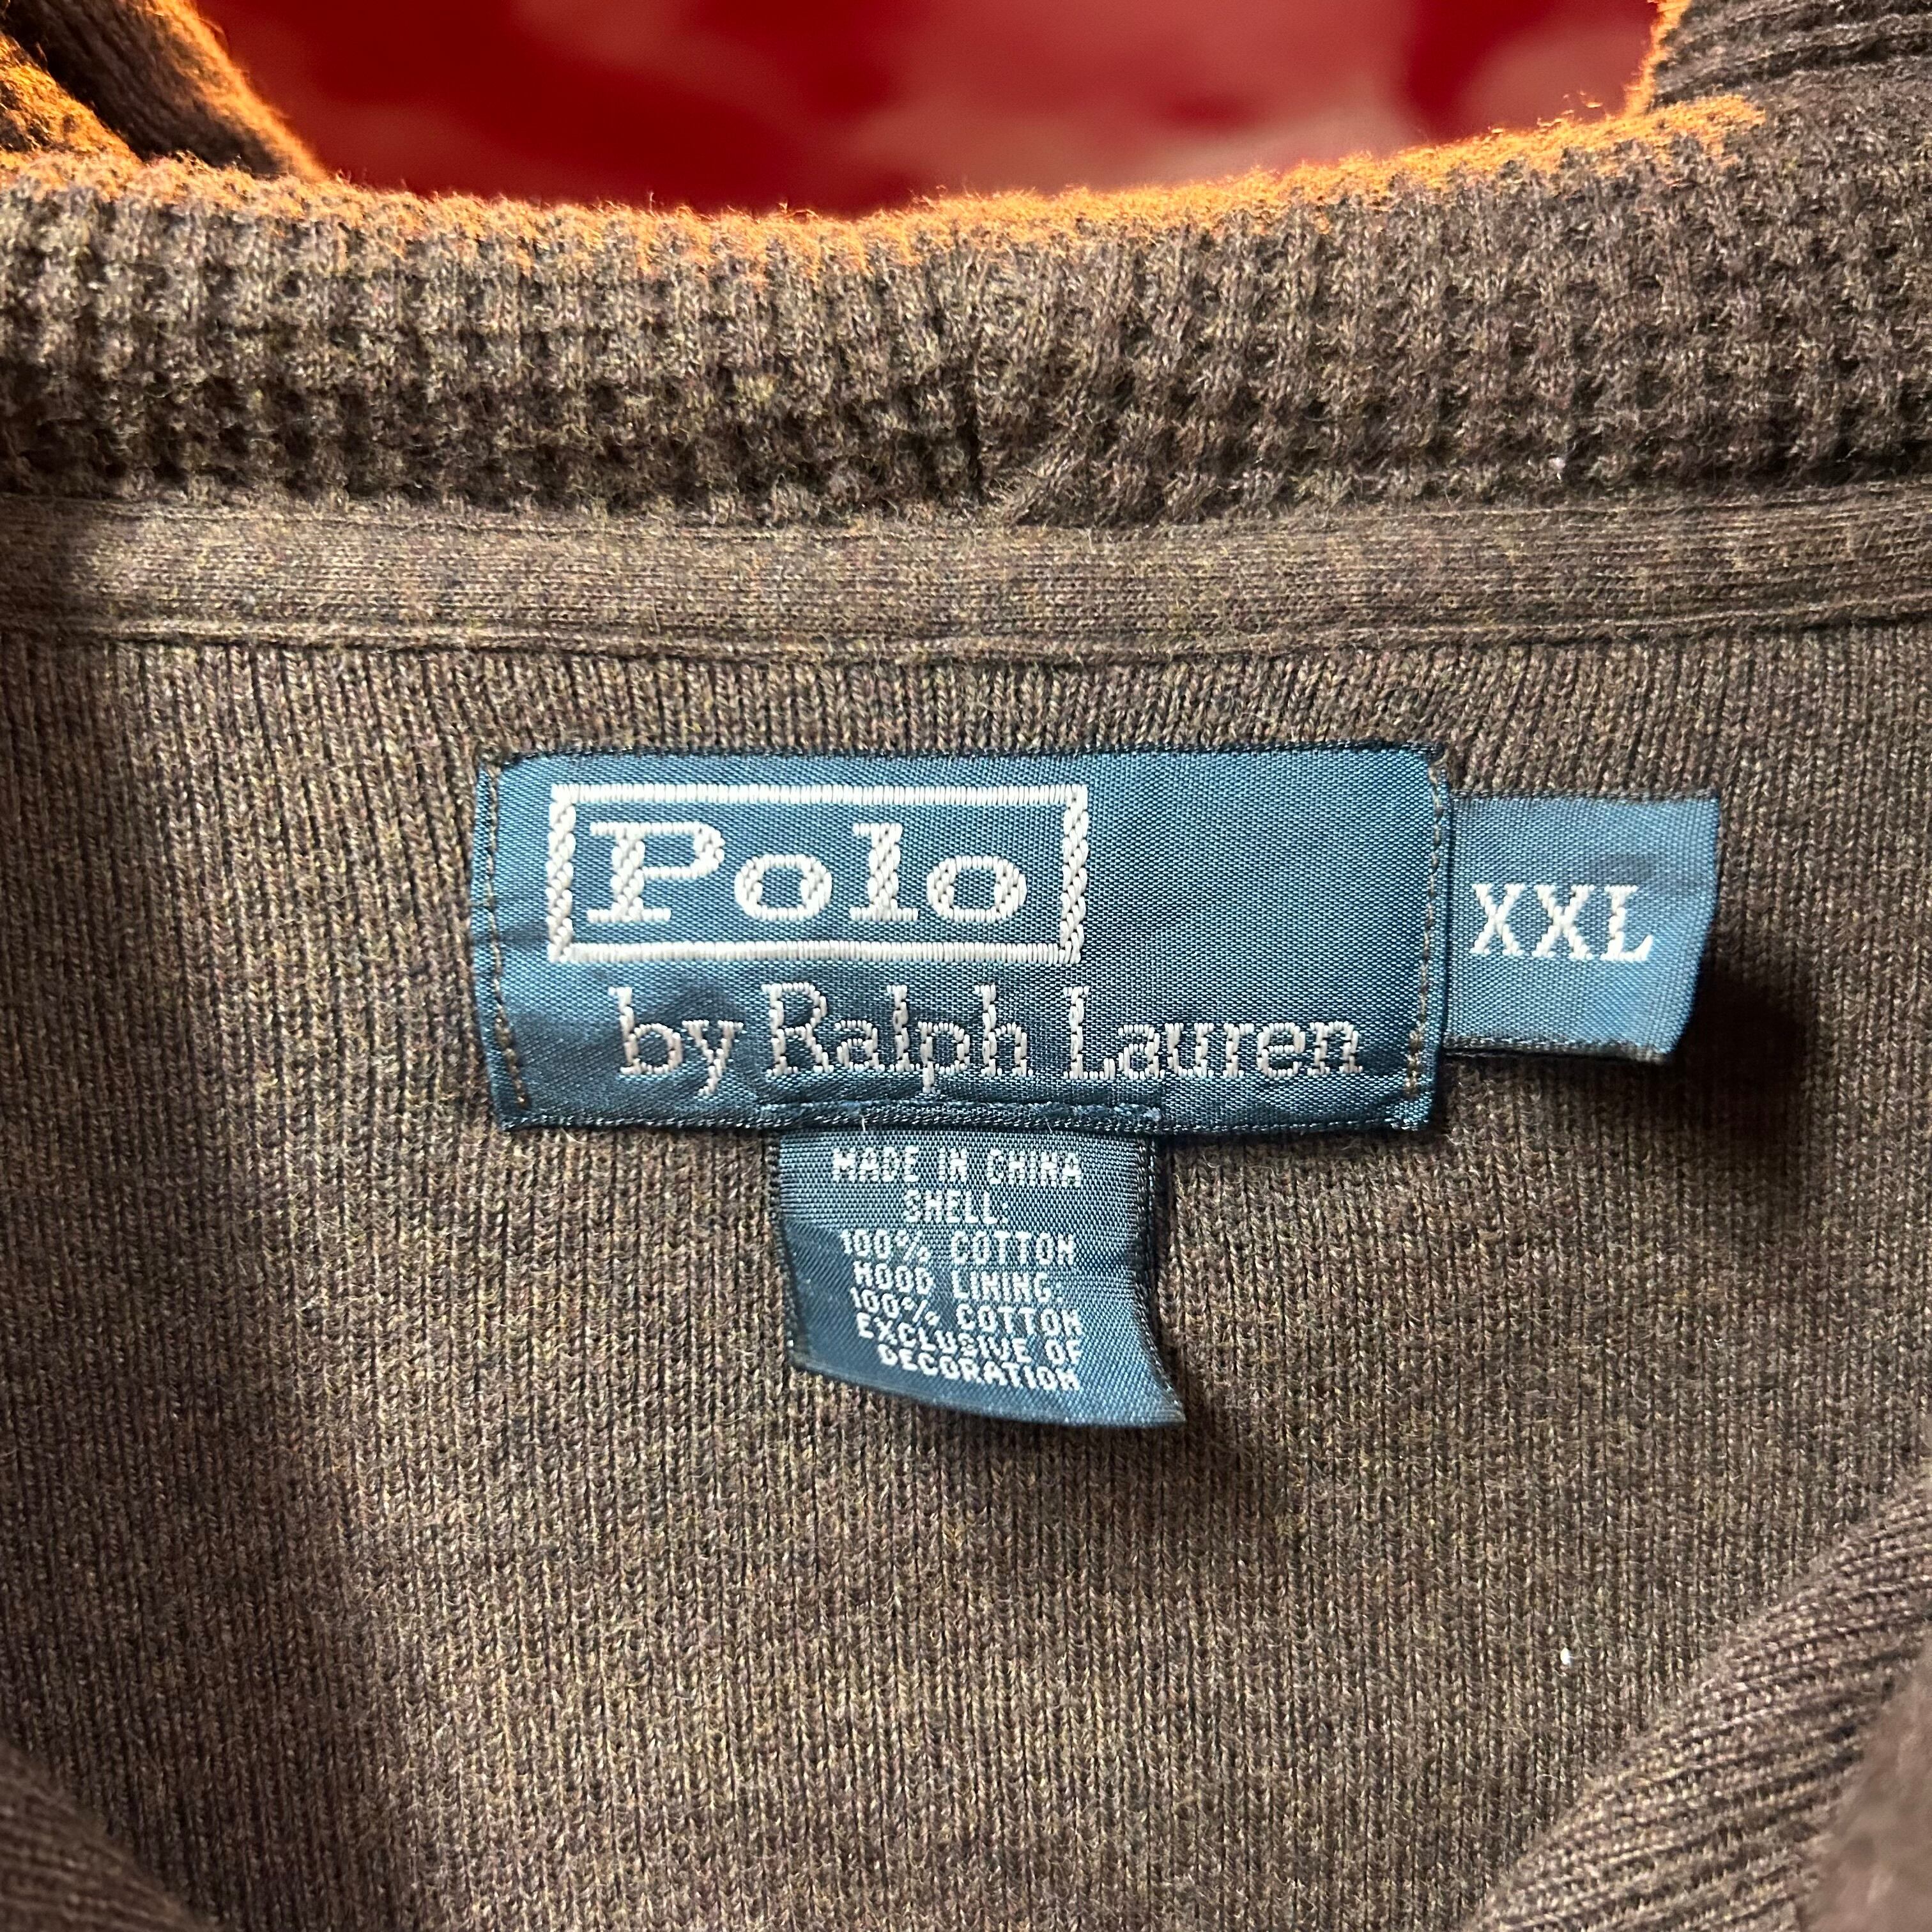 Polo
by Ralph Lauren
XXL
MADE IN CHINA
SHELL:
100% COTTON
HOOD LINING:
100% COTTON
EXCLUSIVE OF
DECORATION